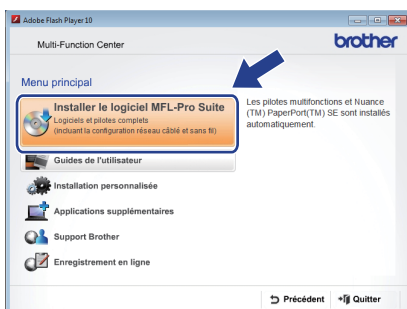 Adobe Flash Player 10
Multi-Function Center
brother
Menu principal
Installer le logiciel MFL-Pro Suite
Logiciels et pilotes complets
(incluant la configuration réseau câblé et sans fil)
Les pilotes multifonctions et Nuance
(TM) PaperPort(TM) SE sont installés
automatiquement.
Guides de l'utilisateur
Installation personnalisée
Applications supplémentaires
Support Brother
Enregistrement en ligne
Précédent
Quitter